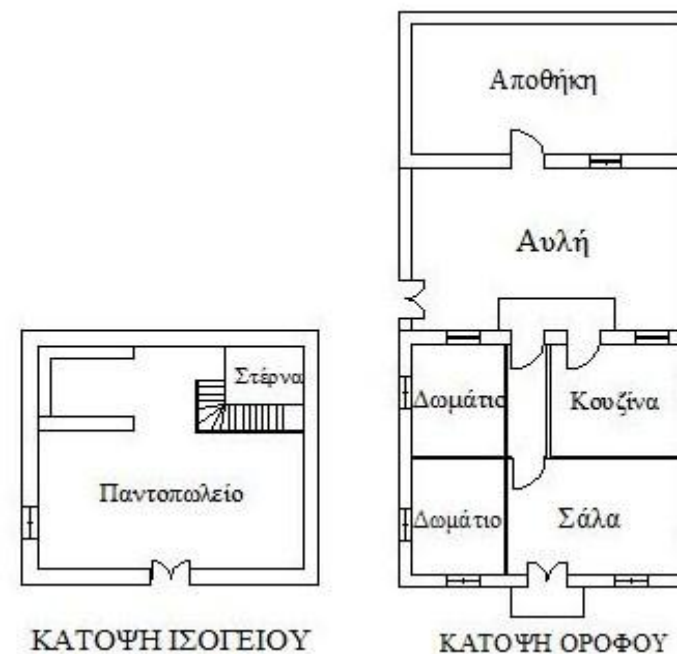 Αποθήκη
Αυλή
Στέρνα
Δωμάτιο
Κουζίνα
Παντοπωλείο
Δωμάτιο
Σάλα
ΚΑΤΟΨΗ ΙΣΟΓΕΙΟΥ
ΚΑΤΟΨΗ ΟΡΟΦΟΥ